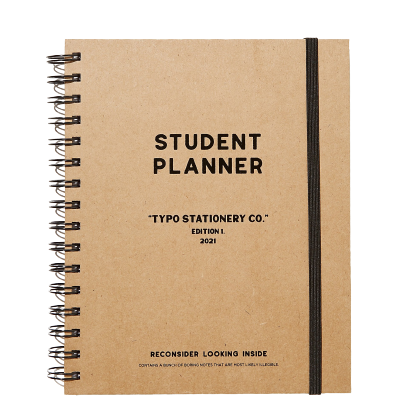 STUDENT
PLANNER
"TYPO STATIONERY CO."
EDITION 1.
2021
RECONSIDER LOOKING INSIDE
CONTAINS A BUNCH OF BORING NOTES THAT ARE MOST LIKELY ILLEGIBLE.